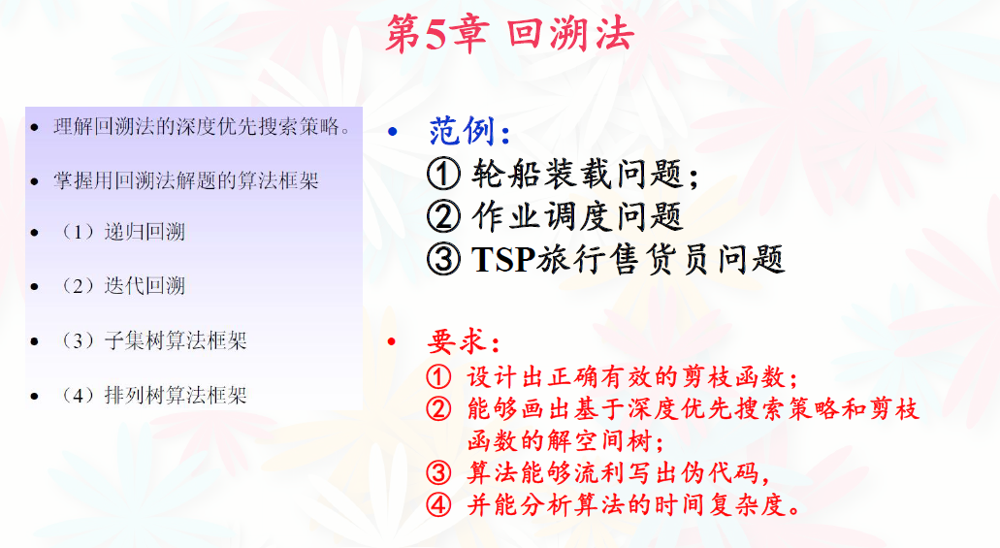 第5章 回溯法
• 理解回溯法的深度优先搜索策略。
• 掌握用回溯法解题的算法框架
• （1）递归回溯
• （2）迭代回溯
• （3）子集树算法框架
• （4）排列树算法框架
• 范例：
① 轮船装载问题；
② 作业调度问题
③ TSP旅行售货员问题
• 要求：
① 设计出正确有效的剪枝函数；
② 能够画出基于深度优先搜索策略和剪枝
函数的解空间树；
③ 算法能够流利写出伪代码，
④ 并能分析算法的时间复杂度。